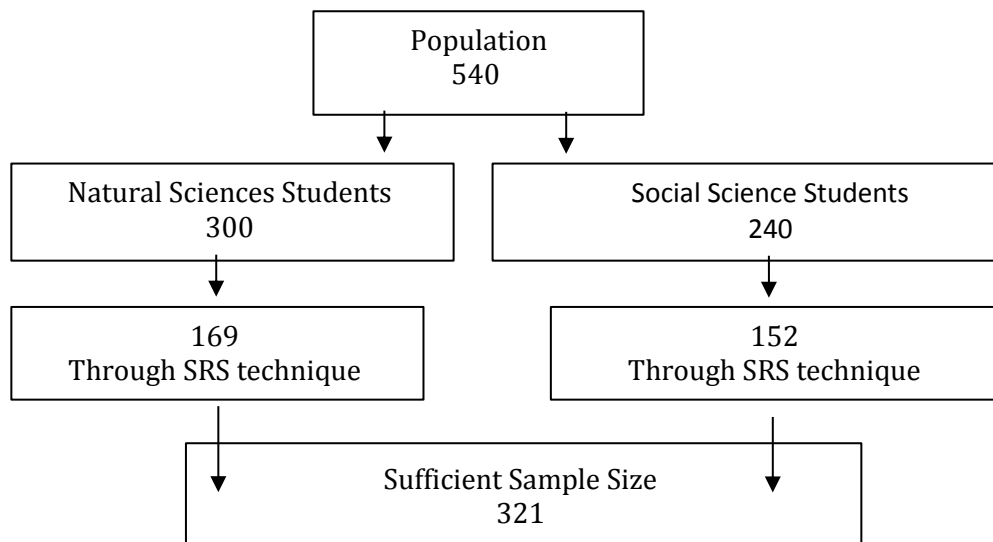 Population
540
Natural Sciences Students
300
Social Science Students
240
169
Through SRS technique
152
Through SRS technique
Sufficient Sample Size
321